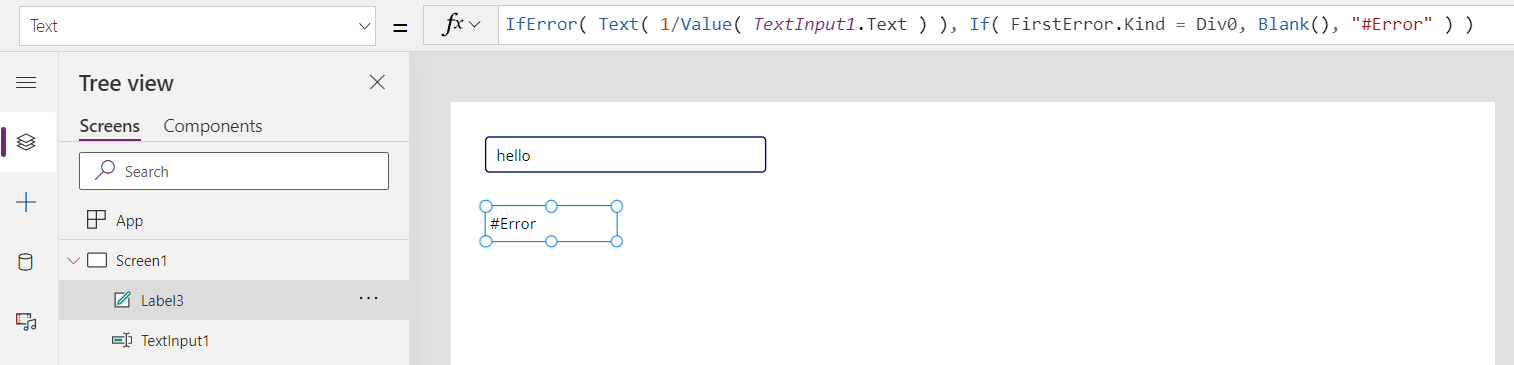 Text = fx IfError( Text( 1/Value( TextInput1.Text ) ), If( FirstError.Kind = Div0, Blank(), "#Error" ) )
Tree view
Screens Components
Search
App
Screen1
Label3 ...
TextInput1
hello
#Error